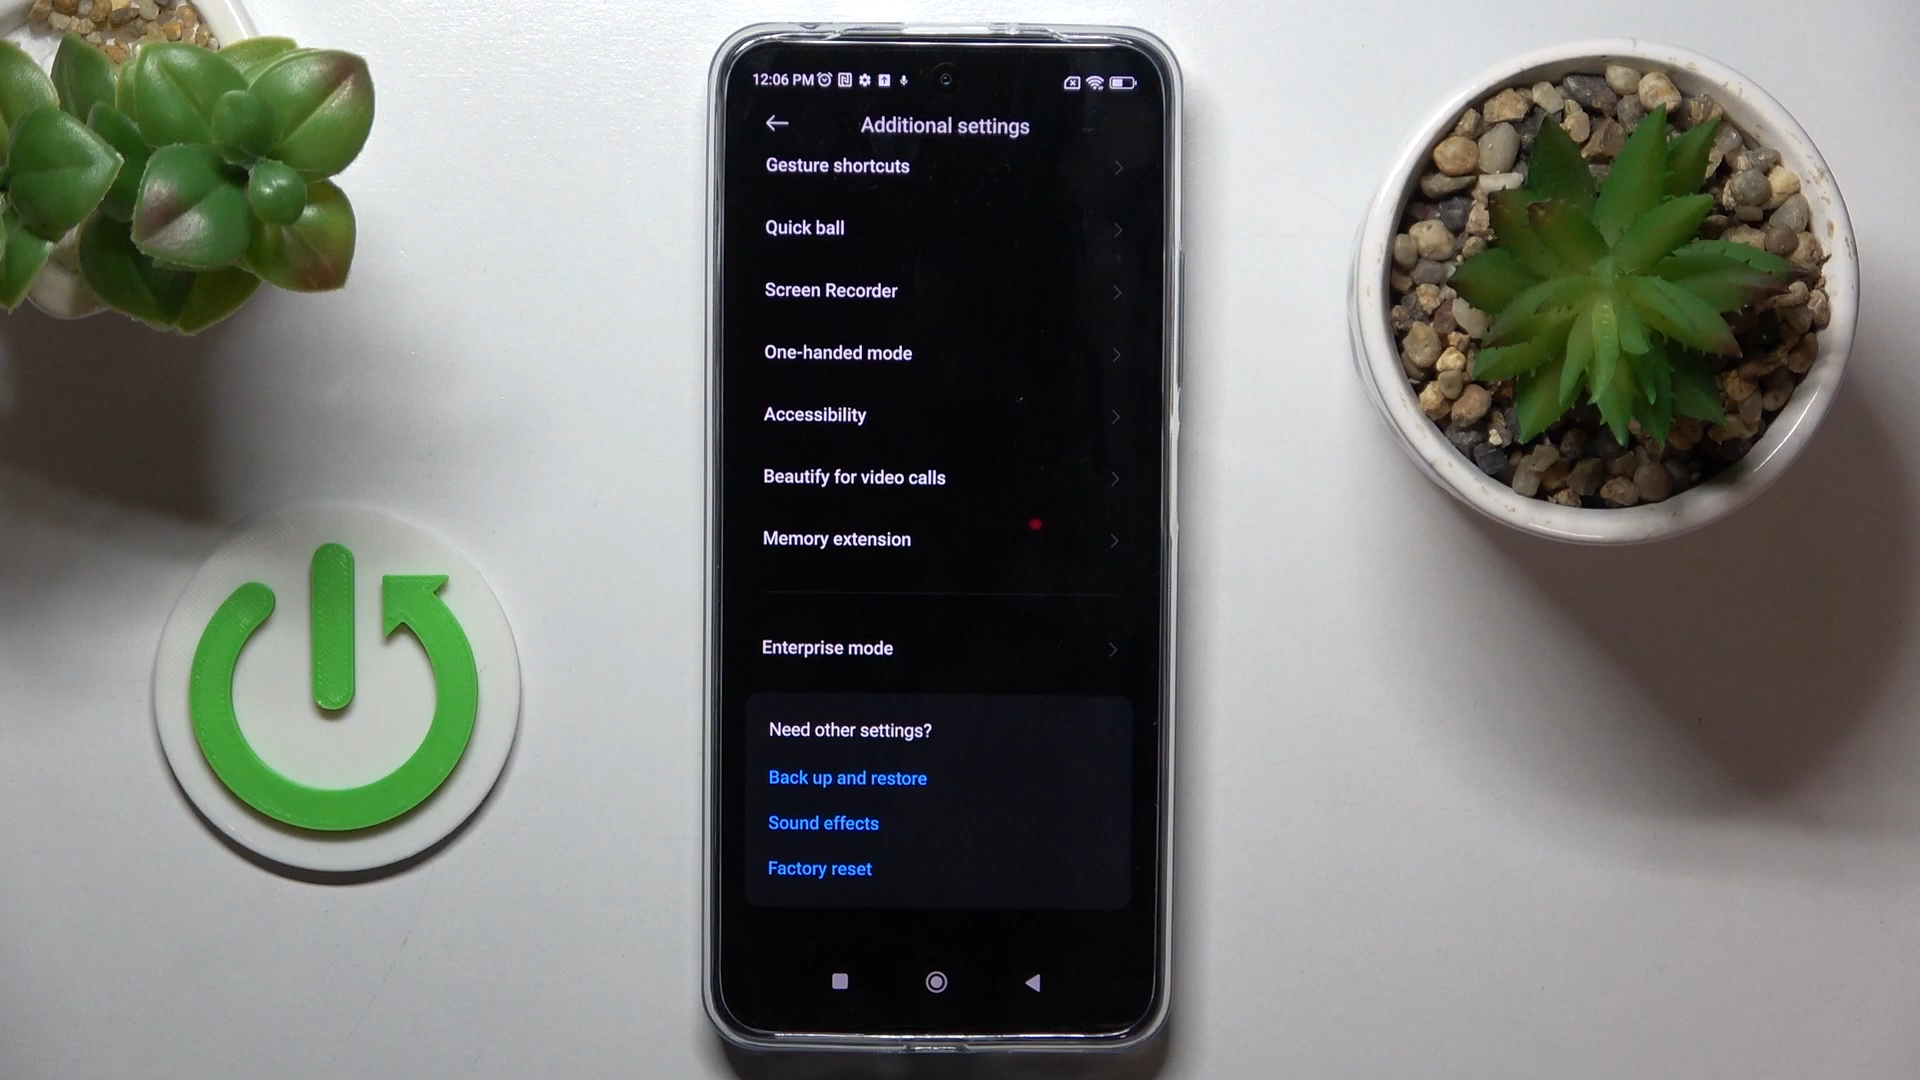 12:06 PM
Additional settings
Gesture shortcuts
Quick ball
Screen Recorder
One-handed mode
Accessibility
Beautify for video calls
Memory extension
Enterprise mode
Need other settings?
Back up and restore
Sound effects
Factory reset